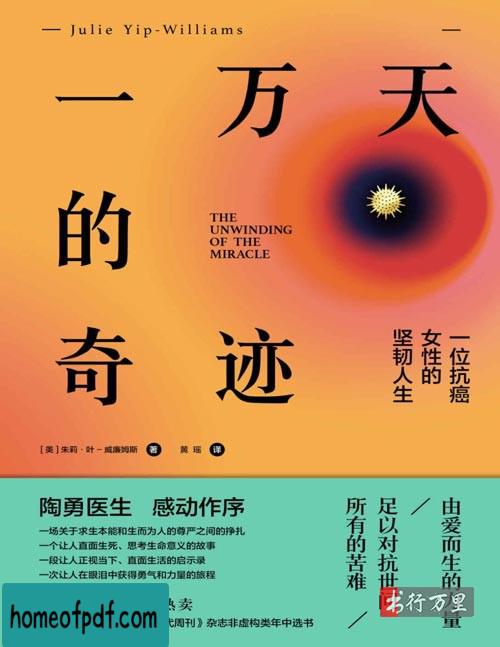 Julie Yip-Williams
一万天
的
奇迹
THE
UNWINDING
OF THE
MIRACLE
一位抗癌
女性的
坚韧人生
[美] 朱莉·叶-威廉姆斯 著 黄瑶 译
陶勇医生 感动作序
一场关于求生本能和生而为人的尊严之间的挣扎
一个让人直面生死、思考生命意义的故事
一段让人正视当下、直面生活的启示录
一次让人在眼泪中获得勇气和力量的旅程
热卖
代周刊》杂志非虚构类年中选书
由爱而生的 量
足以对抗世
所有的苦难
书行万里
homeofpdf.com